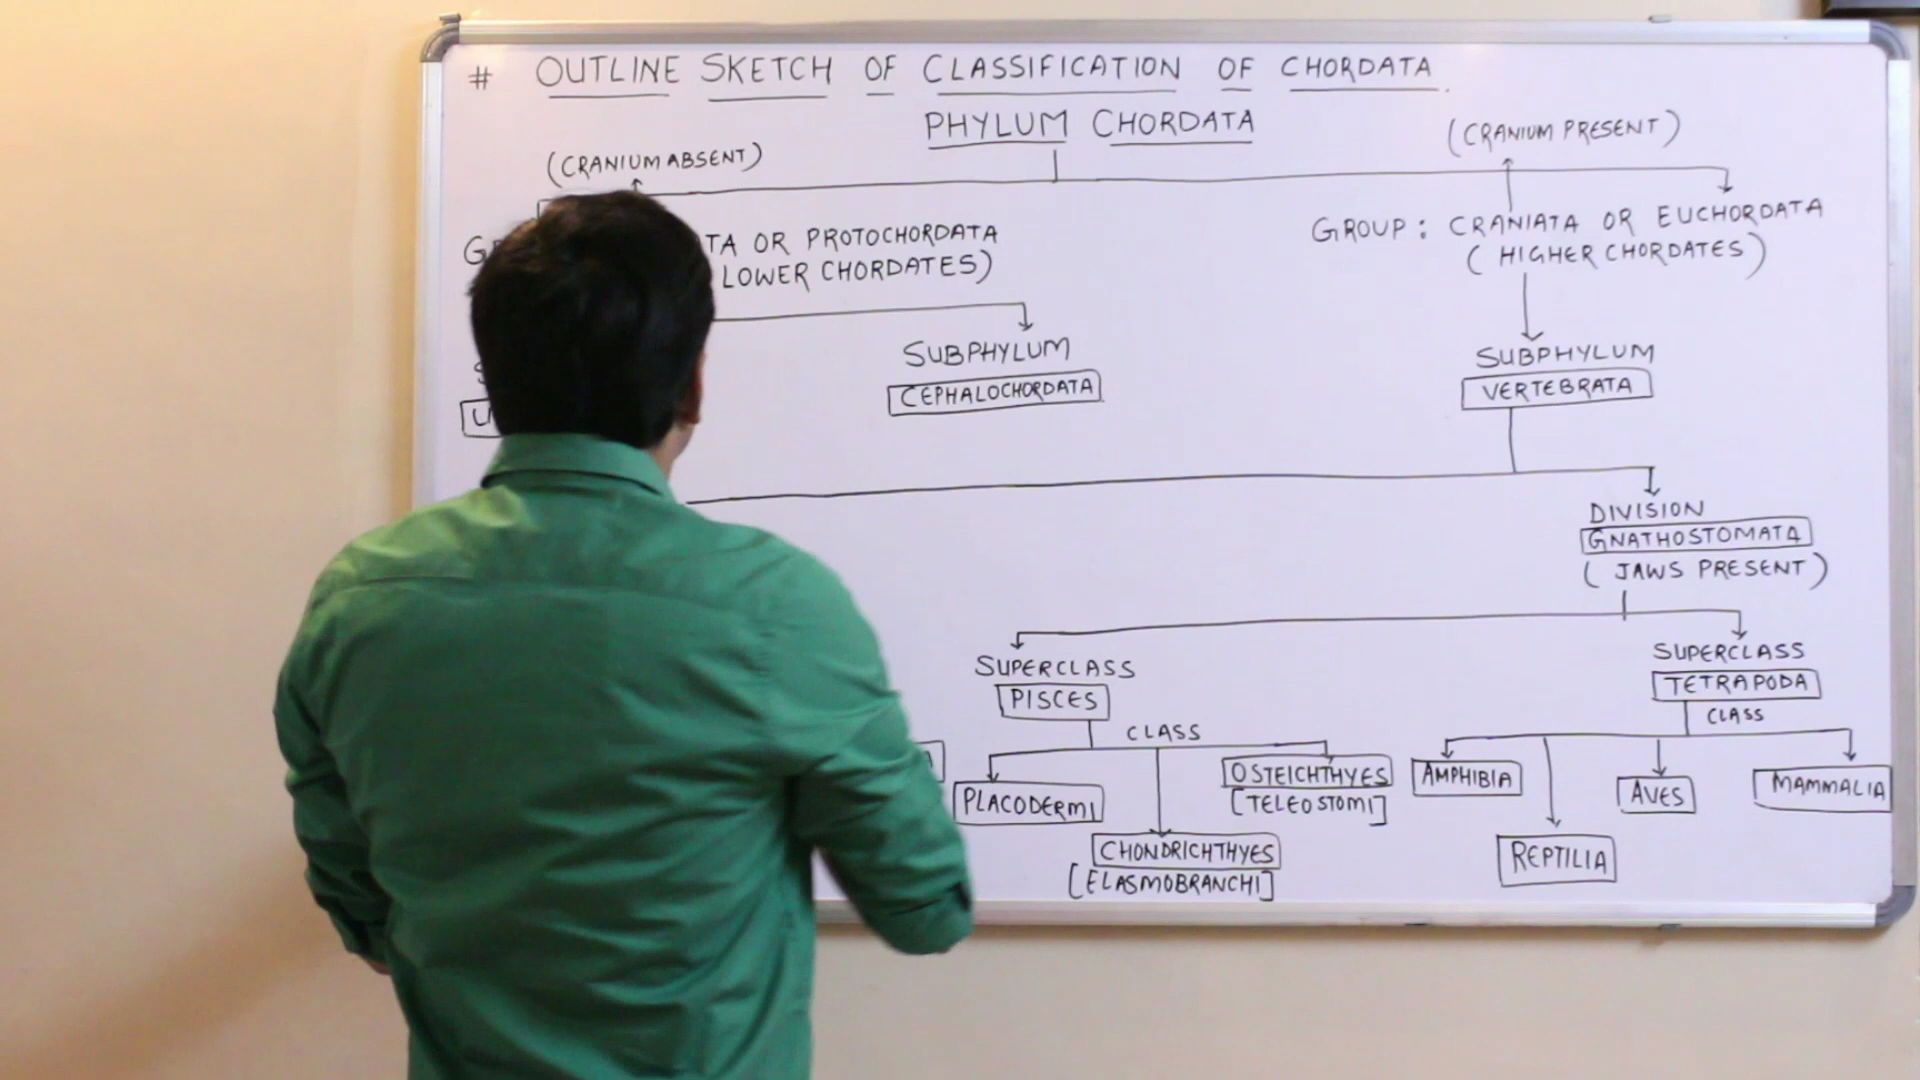 # OUTLINE SKETCH OF CLASSIFICATION OF CHORDATA
PHYLUM CHORDATA
(CRANIUM ABSENT)
(CRANIUM PRESENT)
TA OR PROTOCHORDATA
LOWER CHORDATES)
GROUP: CRANIATA OR EUCHORDATA
(HIGHER CHORDATES)
SUBPHYLUM
CEPHALOCHORDATA
SUBPHYLUM
VERTEBRATA
DIVISION
GNATHOSTOMATA
(JAWS PRESENT)
SUPERCLASS
PISCES
CLASS
PLACODERMI
CHONDRICHTHYES
[ELASMOBRANCHI]
OSTEICHTHYES
[TELEOSTOMI]
SUPERCLASS
TETRAPODA
CLASS
AMPHIBIA
REPTILIA
AVES
MAMMALIA